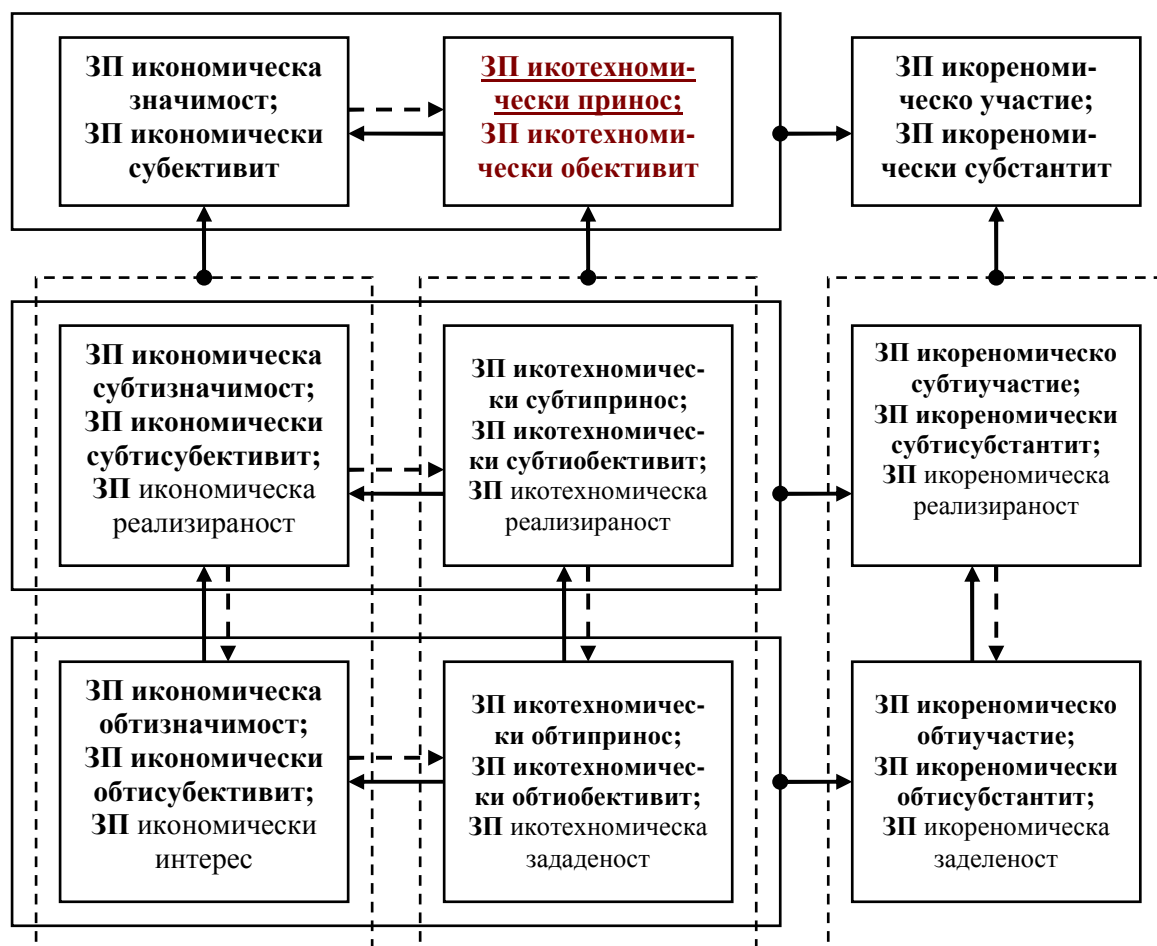 ЗП икономическа
значимост;
ЗП икономически
субективит
ЗП икотехноми-
чески принос;
ЗП икотехноми-
чески обективит
ЗП икореноми-
ческо участие;
ЗП икореноми-
чески субстантит
ЗП икономическа
субтизначимост;
ЗП икономически
субтисубективит;
ЗП икономическа
реализираност
ЗП икотехномичес-
ки субтипринос;
ЗП икотехномичес-
ки субтиобективит;
ЗП икотехномическа
реализираност
ЗП икореномическо
субтиучастие;
ЗП икореномически
субтисубстантит;
ЗП икореномическа
реализираност
ЗП икономическа
обтизначимост;
ЗП икономически
обтисубективит;
ЗП икономически
интерес
ЗП икотехномичес-
ки обтипринос;
ЗП икотехномичес-
ки обтиобективит;
ЗП икотехномическа
зададеност
ЗП икореномическо
обтиучастие;
ЗП икореномически
обтисубстантит;
ЗП икореномическа
заделеност